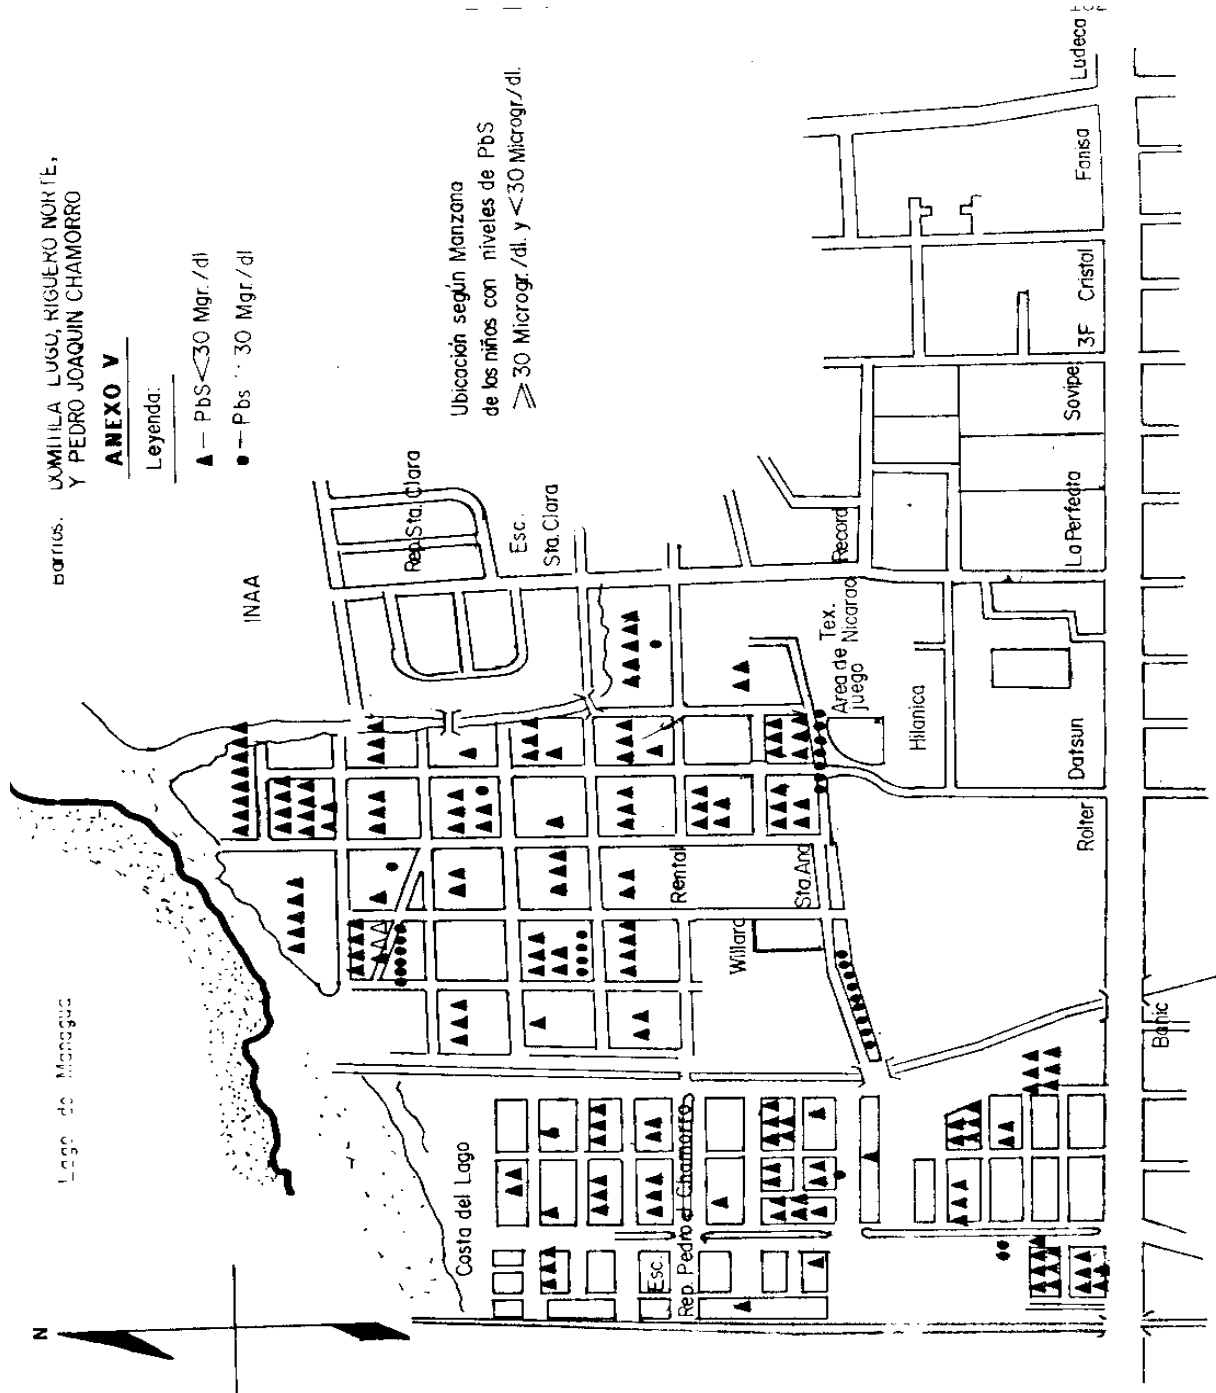 Barrios. DOMITILA LUGO, RIGUERO NORTE,
Y PEDRO JOAQUIN CHAMORRO
ANEXO V
Leyenda:
▲ — PbS <30 Mgr./dl
● — Pbs 30 Mgr/dl
Ubicación según Manzana
de los niños con niveles de PbS
⩾ 30 Microgr./dl. y <30 Microgr./dl.
Lago de Managua
N
INAA
Rep. Sta. Clara
Esc.
Sta. Clara
Costa del Lago
Esc.
Rep. Pedro J Chamorro
Rental
Willard
Sta. Ana
Area de
juego
Tex.
Nicarao
Record
Hilanica
Rolter
Datsun
La Perfecta
Sovipe
3F
Cristal
Fanisa
Ludeca
Banic